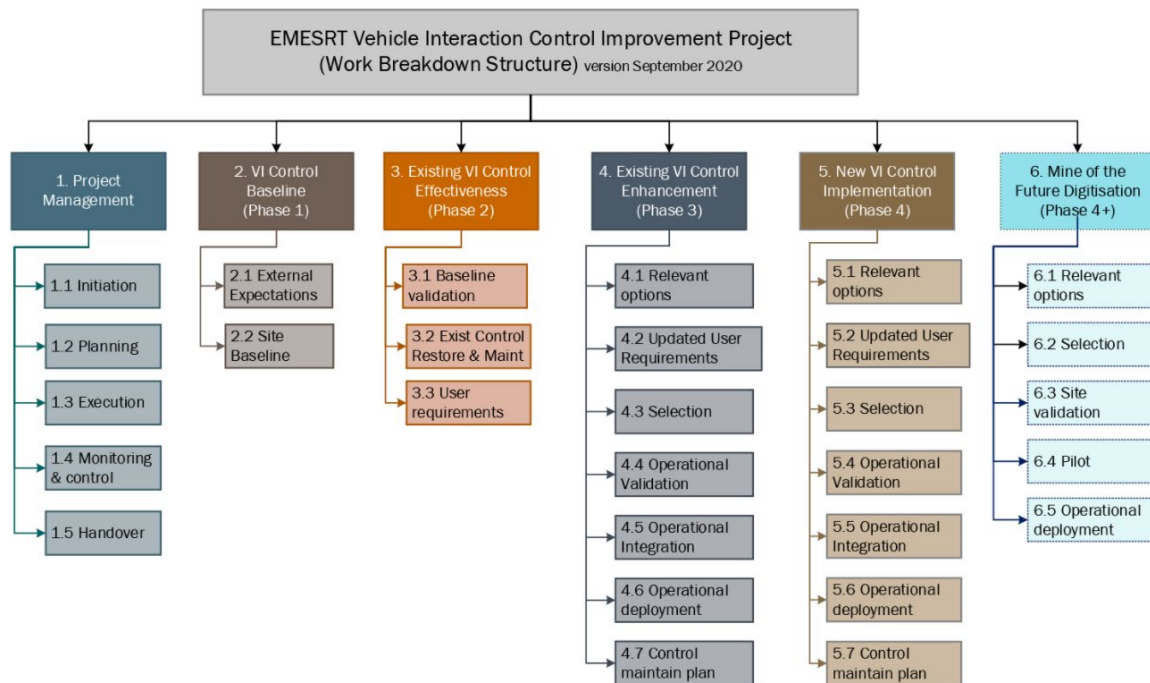 EMESRT Vehicle Interaction Control Improvement Project
(Work Breakdown Structure) version September 2020
1. Project
Management
1.1 Initiation
1.2 Planning
1.3 Execution
1.4 Monitoring
& control
1.5 Handover
2. VI Control
Baseline
(Phase 1)
2.1 External
Expectations
2.2 Site
Baseline
3. Existing VI Control
Effectiveness
(Phase 2)
3.1 Baseline
validation
3.2 Exist Control
Restore & Maint
3.3 User
requirements
4. Existing VI Control
Enhancement
(Phase 3)
4.1 Relevant
options
4.2 Updated User
Requirements
4.3 Selection
4.4 Operational
Validation
4.5 Operational
Integration
4.6 Operational
deployment
4.7 Control
maintain plan
5. New VI Control
Implementation
(Phase 4)
5.1 Relevant
options
5.2 Updated User
Requirements
5.3 Selection
5.4 Operational
Validation
5.5 Operational
Integration
5.6 Operational
deployment
5.7 Control
maintain plan
6. Mine of the
Future Digitisation
(Phase 4+)
6.1 Relevant
options
6.2 Selection
6.3 Site
validation
6.4 Pilot
6.5 Operational
deployment